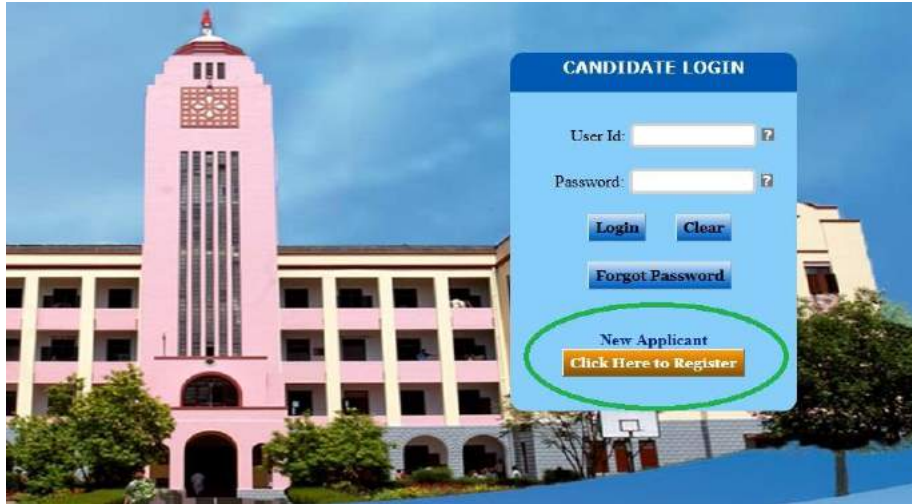 CANDIDATE LOGIN
User Id: ?
Password: ?
Login Clear
Forgot Password
New Applicant
Click Here to Register